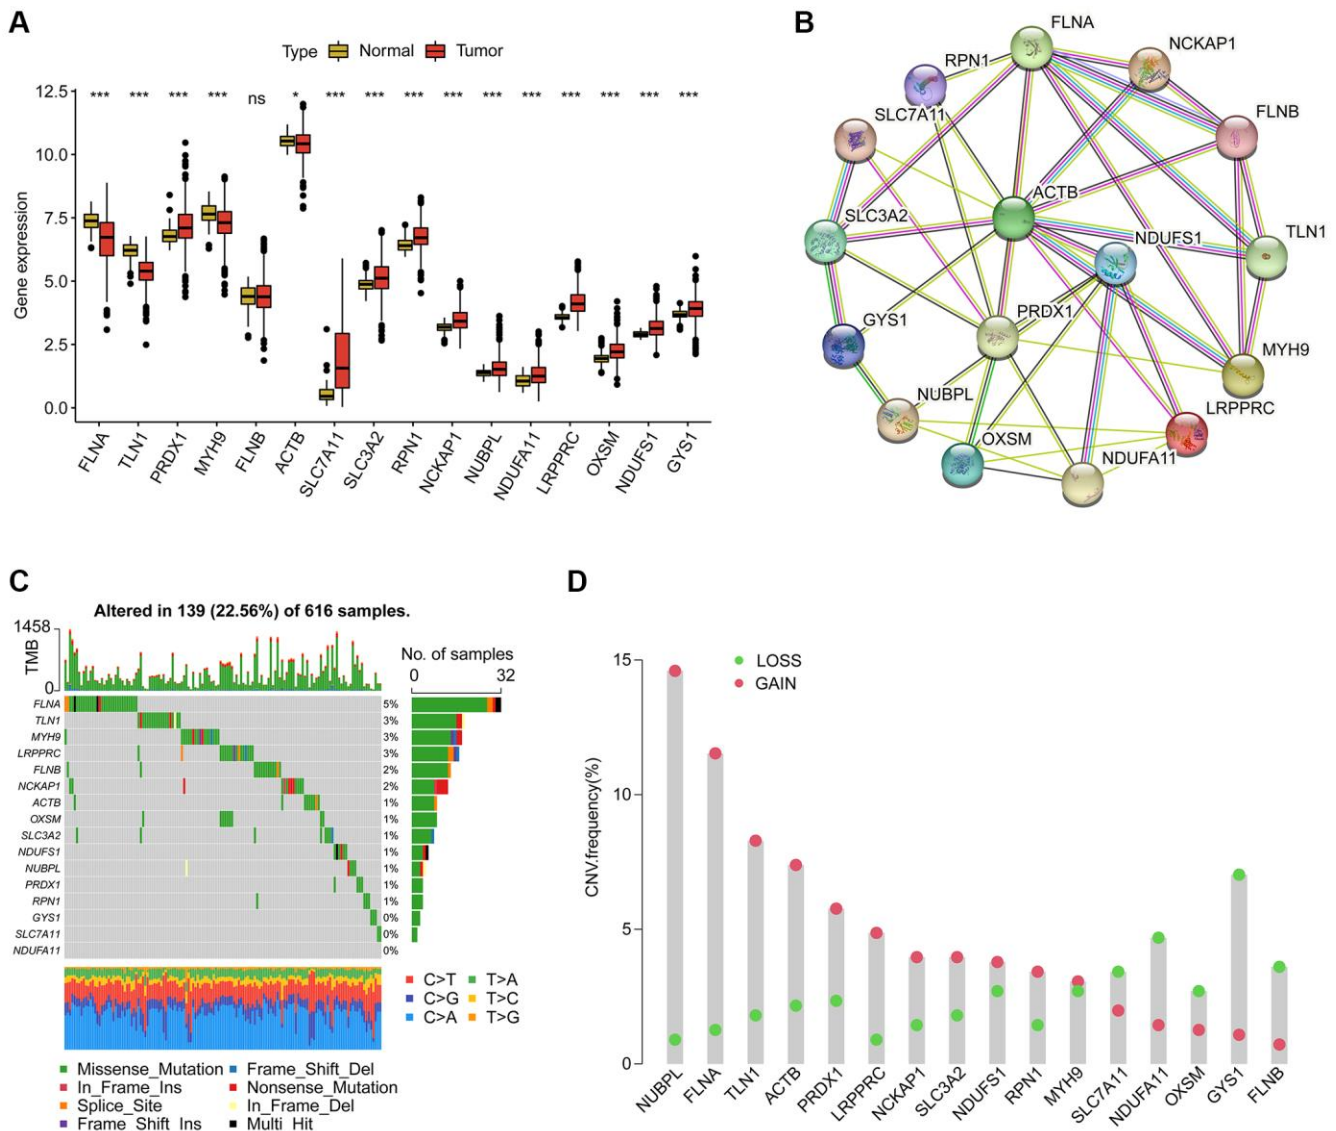 A
Type Normal Tumor
12.5
10.0
7.5
5.0
2.5
0.0
Gene expression
*** *** *** *** ns * *** *** *** *** *** *** *** *** *** ***
FLNA TLN1 PRDX1 MYH9 FLNB ACTB SLC7A11 SLC3A2 RPN1 NCKAP1 NUBPL NDUFA11 LRPPRC OXSM NDUFS1 GYS1
B
FLNA
NCKAP1
RPN1
SLC7A11
FLNB
ACTB
SLC3A2
TLN1
NDUFS1
PRDX1
GYS1
MYH9
NUBPL
LRPPRC
OXSM
NDUFA11
C
Altered in 139 (22.56%) of 616 samples.
1458
TMB
0
No. of samples
0 32
FLNA 5%
TLN1 3%
MYH9 3%
LRPPRC 3%
FLNB 2%
NCKAP1 2%
ACTB 1%
OXSM 1%
SLC3A2 1%
NDUFS1 1%
NUBPL 1%
PRDX1 1%
RPN1 1%
GYS1 0%
SLC7A11 0%
NDUFA11 0%
C>T T>A
C>G T>C
C>A T>G
Missense_Mutation Frame_Shift_Del
In_Frame_Ins Nonsense_Mutation
Splice_Site In_Frame_Del
Frame_Shift_Ins Multi_Hit
D
LOSS
GAIN
15
10
5
0
CNV.frequency(%)
NUBPL FLNA TLN1 ACTB PRDX1 LRPPRC NCKAP1 SLC3A2 NDUFS1 RPN1 MYH9 SLC7A11 NDUFA11 OXSM GYS1 FLNB